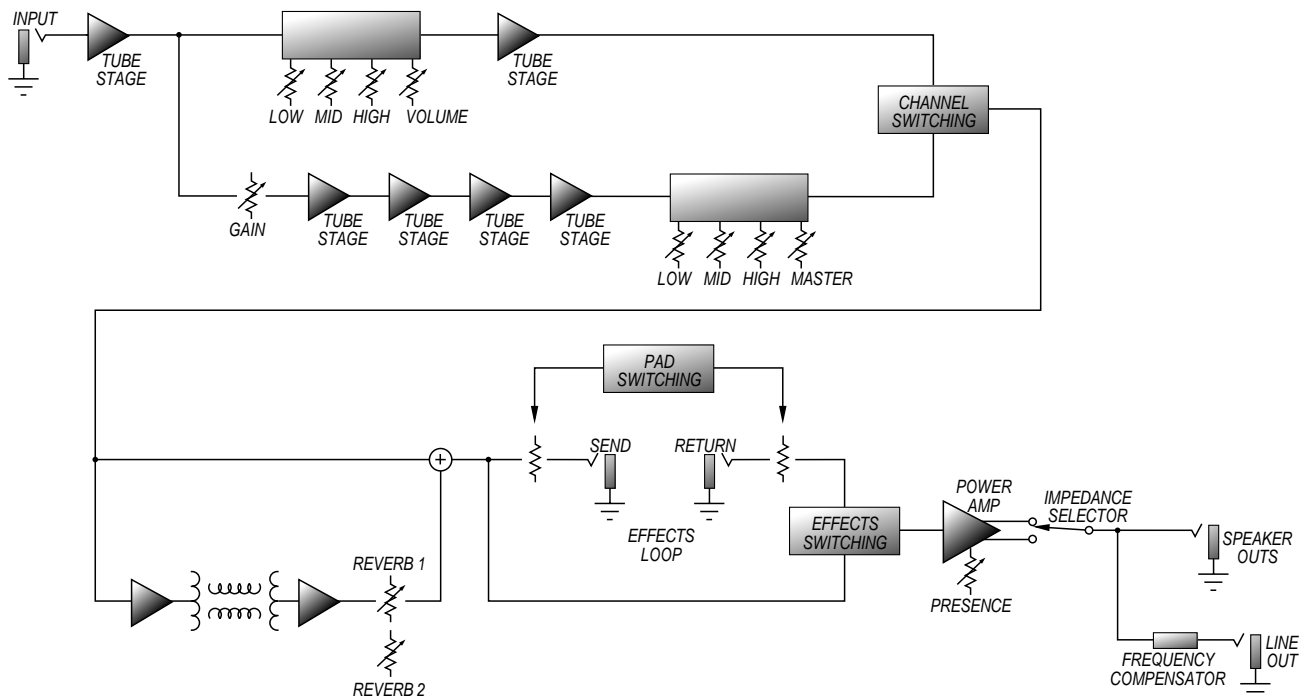 INPUT
TUBE
STAGE
LOW MID HIGH VOLUME
TUBE
STAGE
CHANNEL
SWITCHING
GAIN
TUBE
STAGE
TUBE
STAGE
TUBE
STAGE
TUBE
STAGE
LOW MID HIGH MASTER
PAD
SWITCHING
SEND
RETURN
EFFECTS
LOOP
EFFECTS
SWITCHING
POWER
AMP
PRESENCE
IMPEDANCE
SELECTOR
SPEAKER
OUTS
REVERB 1
REVERB 2
FREQUENCY
COMPENSATOR
LINE
OUT